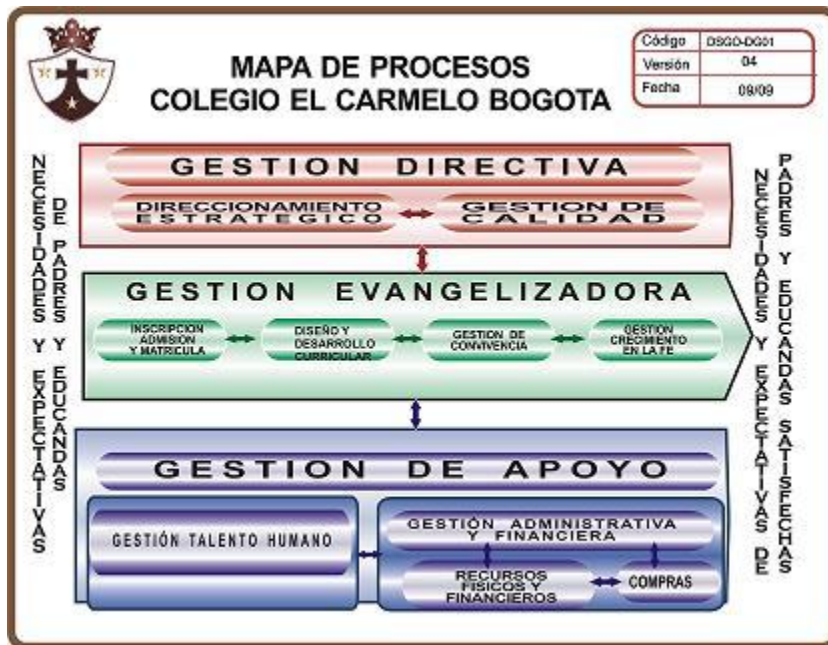 MAPA DE PROCESOS
COLEGIO EL CARMELO BOGOTA
Código DSGO-DG01
Versión 04
Fecha 09/09
NECESIDADES Y EXPECTATIVAS
DE PADRES Y EDUCANDAS
GESTION DIRECTIVA
DIRECCIONAMIENTO
ESTRATEGICO
GESTION DE
CALIDAD
GESTION EVANGELIZADORA
INSCRIPCION
ADMISIÓN
Y MATRICULA
DISEÑO Y
DESARROLLO
CURRICULAR
GESTION DE
CONVIVENCIA
GESTION
CRECIMIENTO
EN LA FE
GESTION DE APOYO
GESTIÓN TALENTO HUMANO
GESTIÓN ADMINISTRATIVA
Y FINANCIERA
RECURSOS
FISICOS Y
FINANCIEROS
COMPRAS
NECESIDADES Y EXPECTATIVAS DE
PADRES Y EDUCANDAS SATISFECHAS